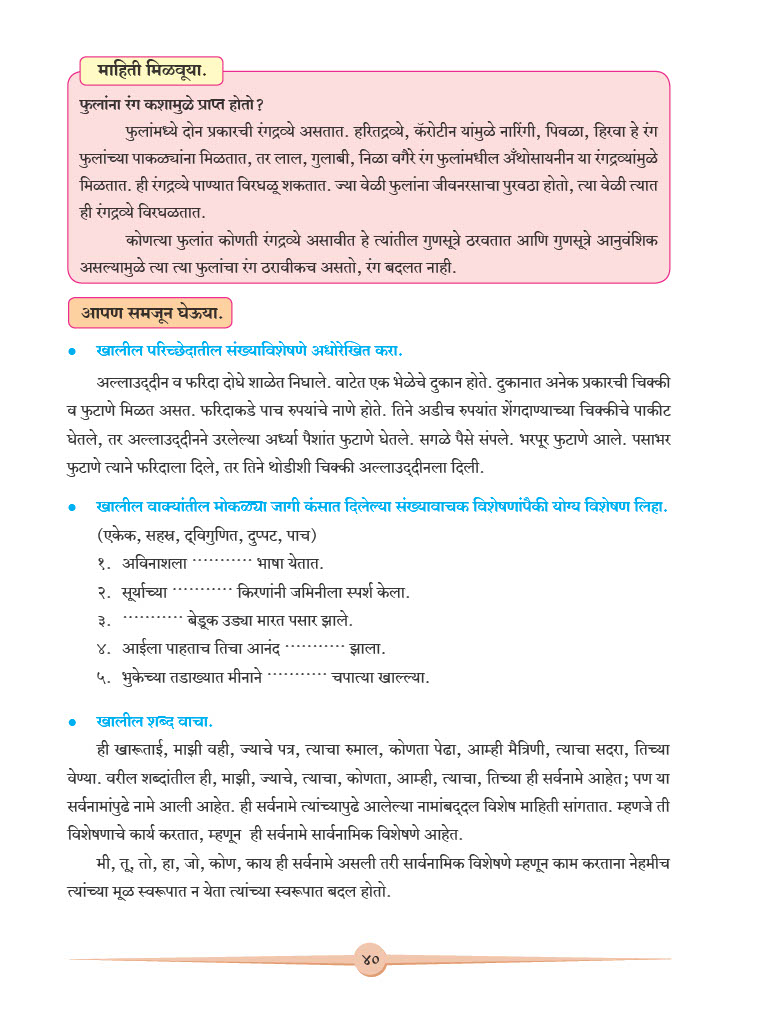 माहिती मिळवूया.
फुलांना रंग कशामुळे प्राप्त होतो?
फुलांमध्ये दोन प्रकारची रंगद्रव्ये असतात. हरितद्रव्ये, कॅरोटीन यांमुळे नारिंगी, पिवळा, हिरवा हे रंग
फुलांच्या पाकळ्यांना मिळतात, तर लाल, गुलाबी, निळा वगैरे रंग फुलांमधील अँथोसायनीन या रंगद्रव्यांमुळे
मिळतात. ही रंगद्रव्ये पाण्यात विरघळू शकतात. ज्या वेळी फुलांना जीवनरसाचा पुरवठा होतो, त्या वेळी त्यात
ही रंगद्रव्ये विरघळतात.
कोणत्या फुलांत कोणती रंगद्रव्ये असावीत हे त्यांतील गुणसूत्रे ठरवतात आणि गुणसूत्रे आनुवंशिक
असल्यामुळे त्या त्या फुलांचा रंग ठरावीकच असतो, रंग बदलत नाही.
आपण समजून घेऊया.
● खालील परिच्छेदातील संख्याविशेषणे अधोरेखित करा.
अल्लाउद्‌दीन व फरिदा दोघे शाळेत निघाले. वाटेत एक भेळेचे दुकान होते. दुकानात अनेक प्रकारची चिक्की
व फुटाणे मिळत असत. फरिदाकडे पाच रुपयांचे नाणे होते. तिने अडीच रुपयांत शेंगदाण्याच्या चिक्कीचे पाकीट
घेतले, तर अल्लाउद्‌दीनने उरलेल्या अर्ध्या पैशांत फुटाणे घेतले. सगळे पैसे संपले. भरपूर फुटाणे आले. पसाभर
फुटाणे त्याने फरिदाला दिले, तर तिने थोडीशी चिक्की अल्लाउद्‌दीनला दिली.
● खालील वाक्यांतील मोकळ्या जागी कंसात दिलेल्या संख्यावाचक विशेषणांपैकी योग्य विशेषण लिहा.
(एकेक, सहस्र, द्‌विगुणित, दुप्पट, पाच)
१. अविनाशला ........... भाषा येतात.
२. सूर्याच्या ........... किरणांनी जमिनीला स्पर्श केला.
३. ........... बेडूक उड्या मारत पसार झाले.
४. आईला पाहताच तिचा आनंद ........... झाला.
५. भुकेच्या तडाख्यात मीनाने ........... चपात्या खाल्ल्या.
● खालील शब्द वाचा.
ही खारूताई, माझी वही, ज्याचे पत्र, त्याचा रुमाल, कोणता पेढा, आम्ही मैत्रिणी, त्याचा सदरा, तिच्या
वेण्या. वरील शब्दांतील ही, माझी, ज्याचे, त्याचा, कोणता, आम्ही, त्याचा, तिच्या ही सर्वनामे आहेत; पण या
सर्वनामांपुढे नामे आली आहेत. ही सर्वनामे त्यांच्यापुढे आलेल्या नामांबद्‌दल विशेष माहिती सांगतात. म्हणजे ती
विशेषणाचे कार्य करतात, म्हणून ही सर्वनामे सार्वनामिक विशेषणे आहेत.
मी, तू, तो, हा, जो, कोण, काय ही सर्वनामे असली तरी सार्वनामिक विशेषणे म्हणून काम करताना नेहमीच
त्यांच्या मूळ स्वरूपात न येता त्यांच्या स्वरूपात बदल होतो.
४०